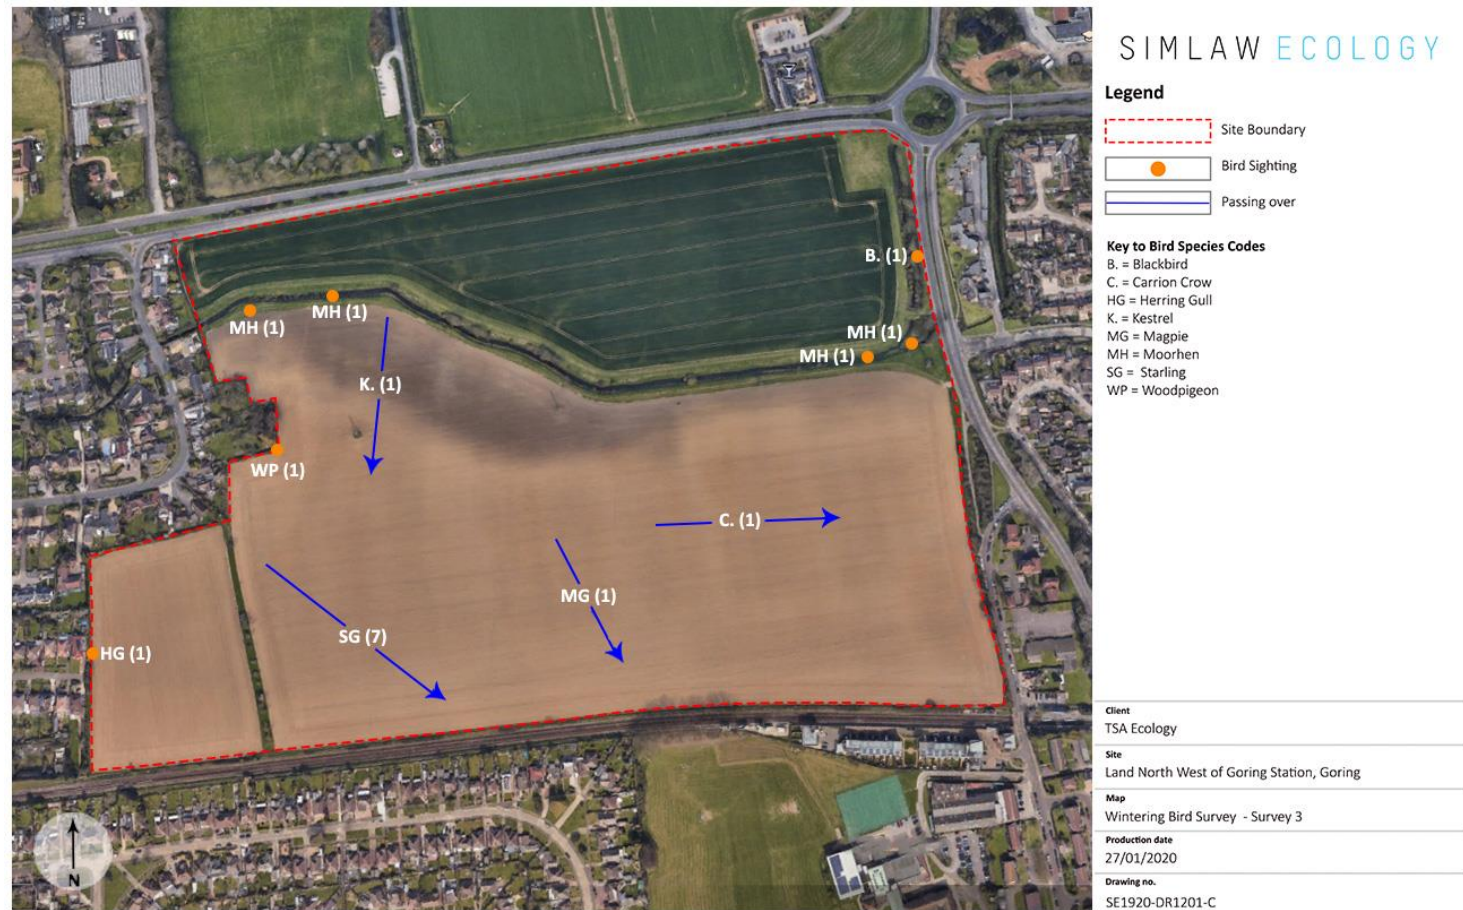 SIMLAW ECOLOGY
Legend
Site Boundary
Bird Sighting
Passing over
Key to Bird Species Codes
B. = Blackbird
C. = Carrion Crow
HG = Herring Gull
K. = Kestrel
MG = Magpie
MH = Moorhen
SG = Starling
WP = Woodpigeon
B. (1)
MH (1)
MH (1)
MH (1)
MH (1)
K. (1)
WP (1)
C. (1)
MG (1)
SG (7)
HG (1)
N
Client
TSA Ecology
Site
Land North West of Goring Station, Goring
Map
Wintering Bird Survey - Survey 3
Production date
27/01/2020
Drawing no.
SE1920-DR1201-C